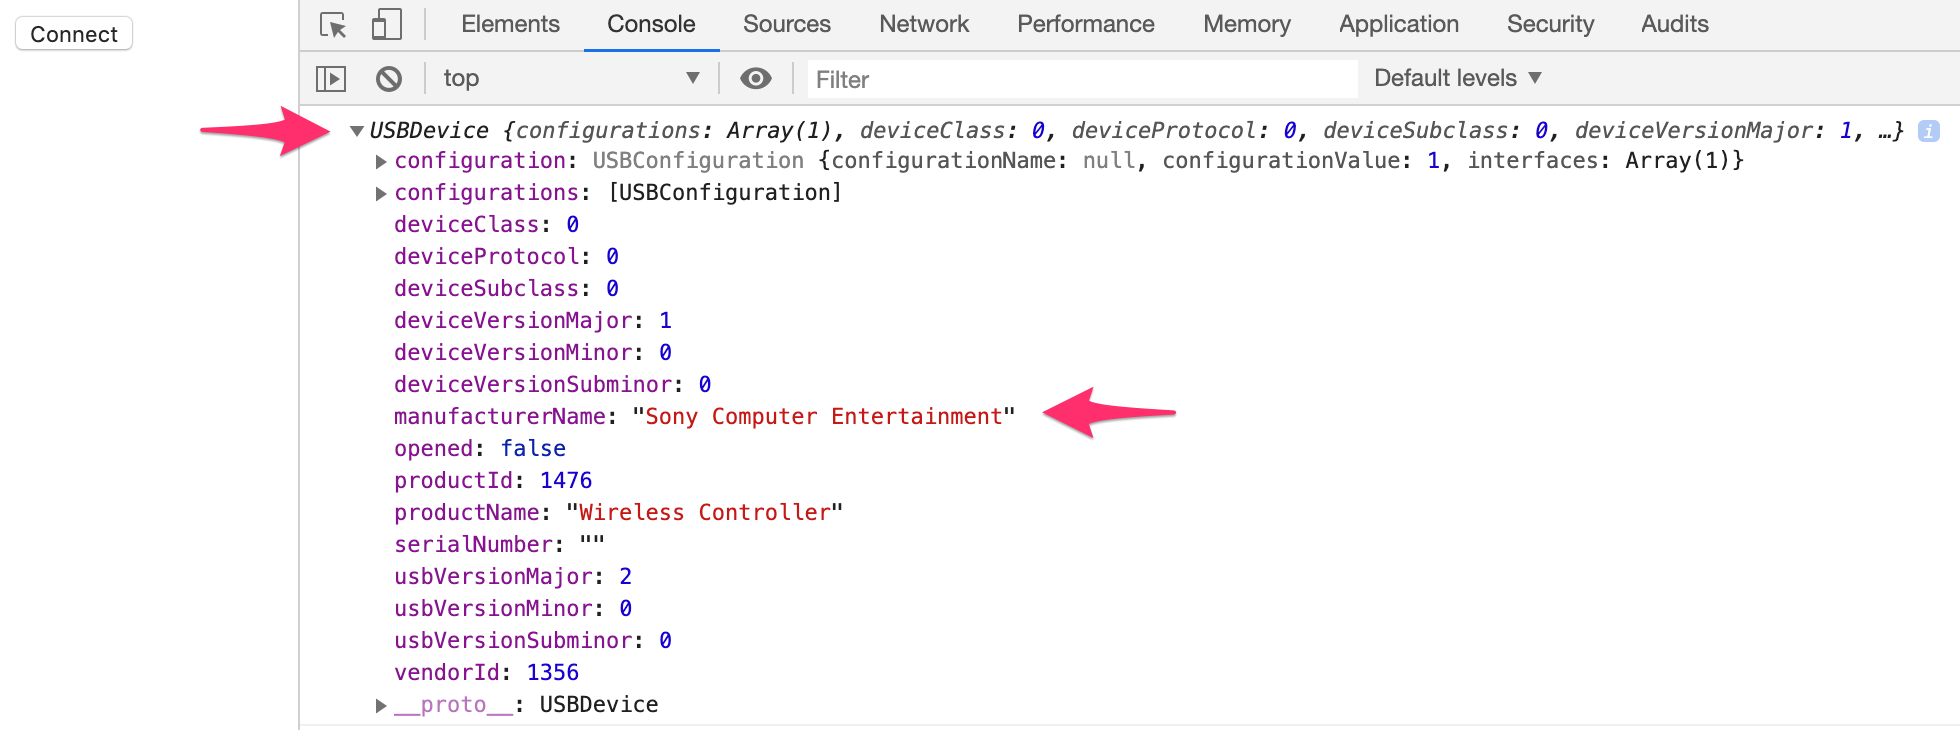 Connect
Elements Console Sources Network Performance Memory Application Security Audits
top Filter Default levels
USBDevice {configurations: Array(1), deviceClass: 0, deviceProtocol: 0, deviceSubclass: 0, deviceVersionMajor: 1, …} i
configuration: USBConfiguration {configurationName: null, configurationValue: 1, interfaces: Array(1)}
configurations: [USBConfiguration]
deviceClass: 0
deviceProtocol: 0
deviceSubclass: 0
deviceVersionMajor: 1
deviceVersionMinor: 0
deviceVersionSubminor: 0
manufacturerName: "Sony Computer Entertainment"
opened: false
productId: 1476
productName: "Wireless Controller"
serialNumber: ""
usbVersionMajor: 2
usbVersionMinor: 0
usbVersionSubminor: 0
vendorId: 1356
__proto__: USBDevice